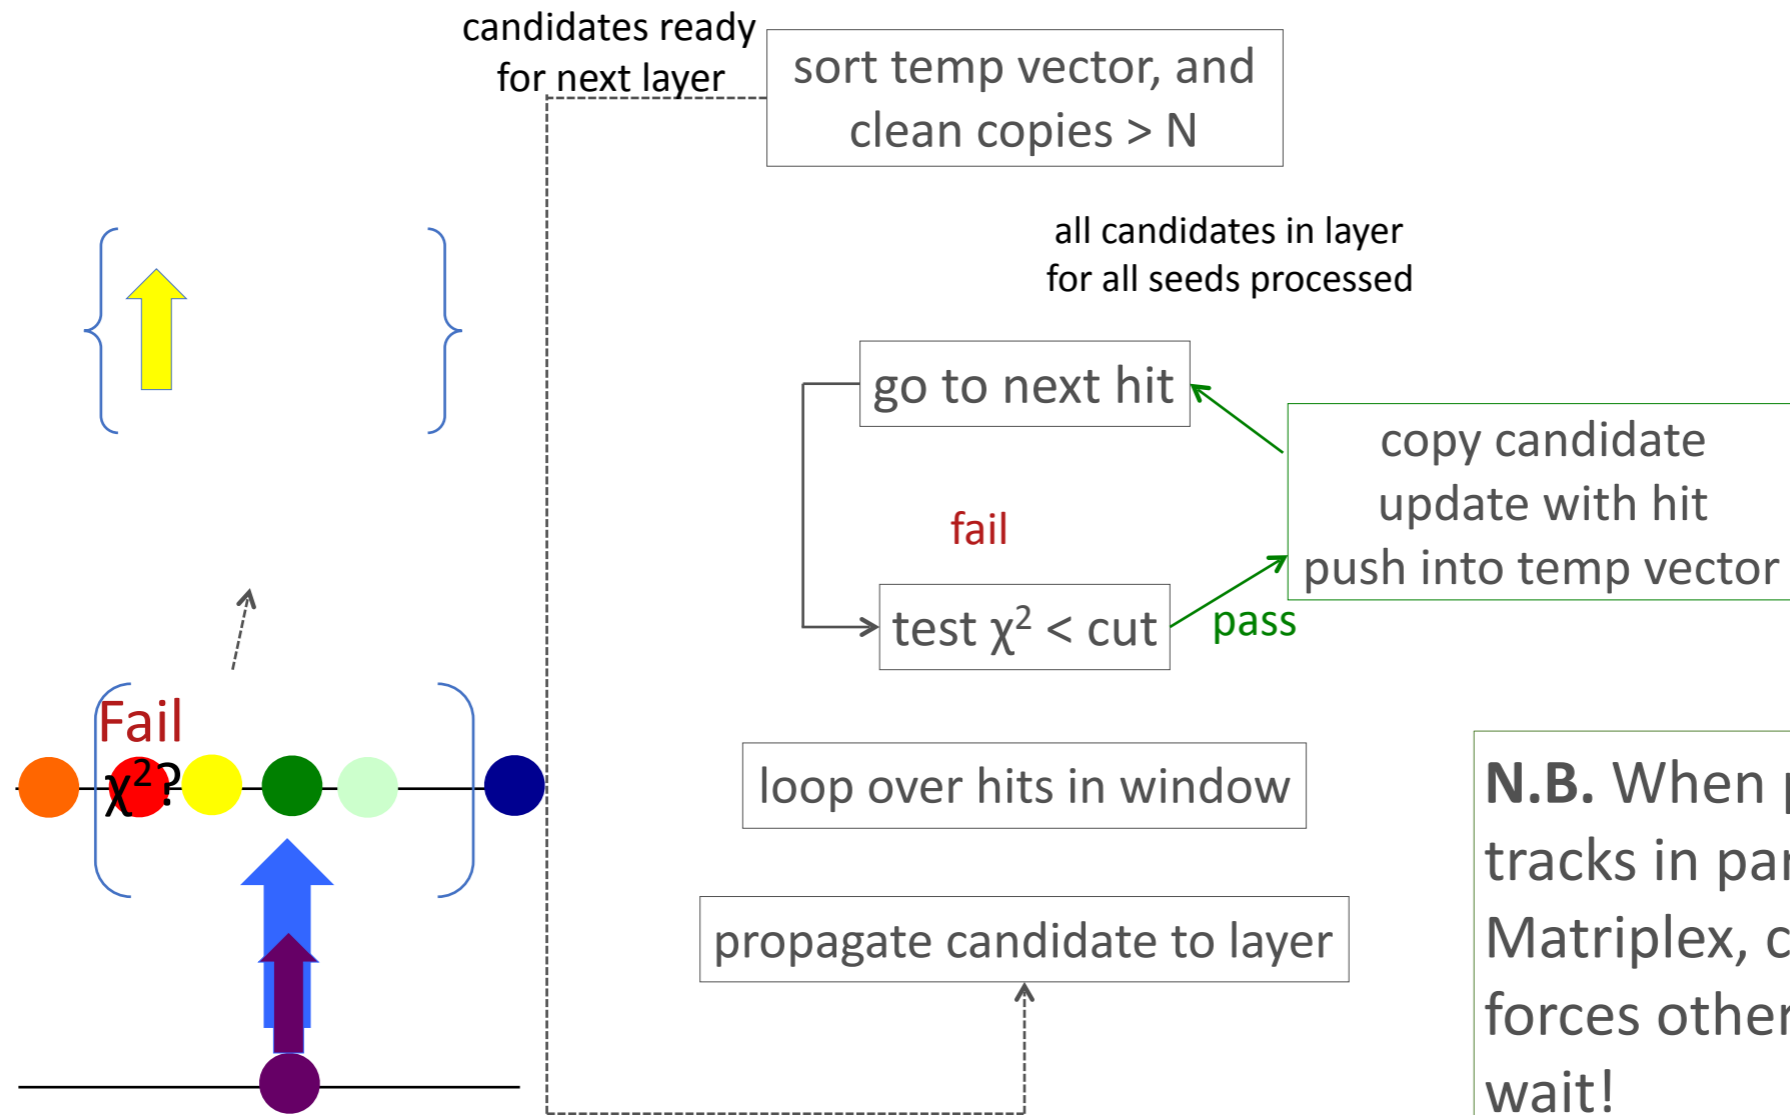 candidates ready
for next layer
sort temp vector, and
clean copies > N
all candidates in layer
for all seeds processed
go to next hit
copy candidate
update with hit
push into temp vector
fail
test χ² < cut
pass
Fail
χ²?
loop over hits in window
propagate candidate to layer
N.B. When
tracks in
Matriplex,
forces other
wait!